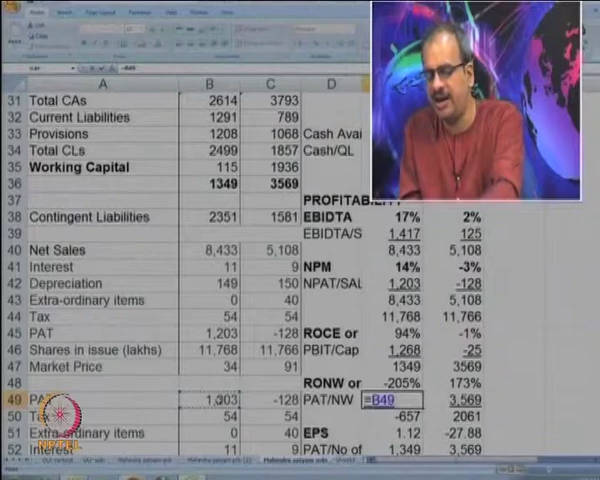 A B C D
31 Total CAs 2614 3793
32 Current Liabilities 1291 789
33 Provisions 1208 1068 Cash Avai
34 Total CLs 2499 1857 Cash/QL
35 Working Capital 115 1936
36 1349 3569
37 PROFITABILITY
38 Contingent Liabilities 2351 1581 EBIDTA 17% 2%
39 EBIDTA/S 1,417 125
40 Net Sales 8,433 5,108 8,433 5,108
41 Interest 11 9 NPM 14% -3%
42 Depreciation 149 150 NPAT/SAL 1,203 -128
43 Extra-ordinary items 0 40 8,433 5,108
44 Tax 54 54 11,768 11,766
45 PAT 1,203 -128 ROCE or 94% -1%
46 Shares in issue (lakhs) 11,768 11,766 PBIT/Cap 1,268 -25
47 Market Price 34 91 1349 3569
48 RONW or -205% 173%
49 PAT 1,203 -128 PAT/NW =B49 3,569
50 Tax 54 54 -657 2061
51 Extra-ordinary items 0 40 EPS 1.12 -27.88
52 Interest 11 9 PAT/No of 1,349 3,569
NPTEL